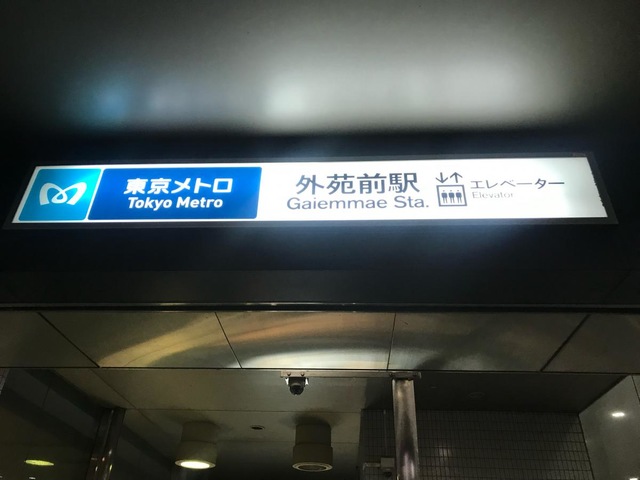 東京メトロ
Tokyo Metro
外苑前駅
Gaiemmae Sta.
エレベーター
Elevator